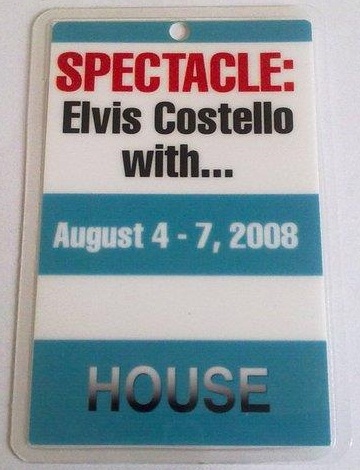 SPECTACLE:
Elvis Costello
with...
August 4 - 7, 2008
HOUSE